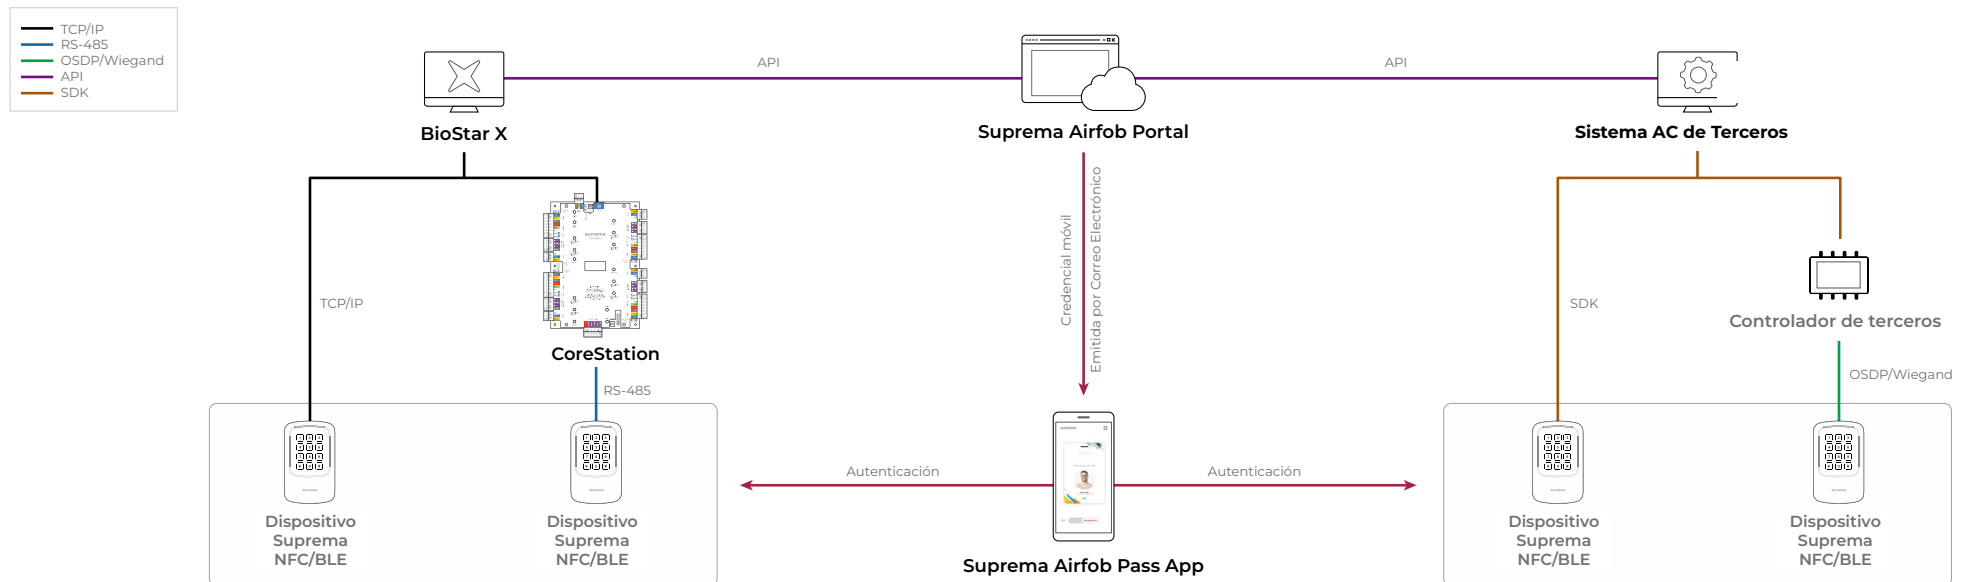 TCP/IP
RS-485
OSDP/Wiegand
API
SDK
API
API
BioStar X
Suprema Airfob Portal
Sistema AC de Terceros
Credencial móvil
Emitida por Correo Electrónico
SUPREMA
TCP/IP
SDK
Controlador de terceros
CoreStation
RS-485
OSDP/Wiegand
Autenticación
Autenticación
Dispositivo
Suprema
NFC/BLE
Dispositivo
Suprema
NFC/BLE
Suprema Airfob Pass App
Dispositivo
Suprema
NFC/BLE
Dispositivo
Suprema
NFC/BLE